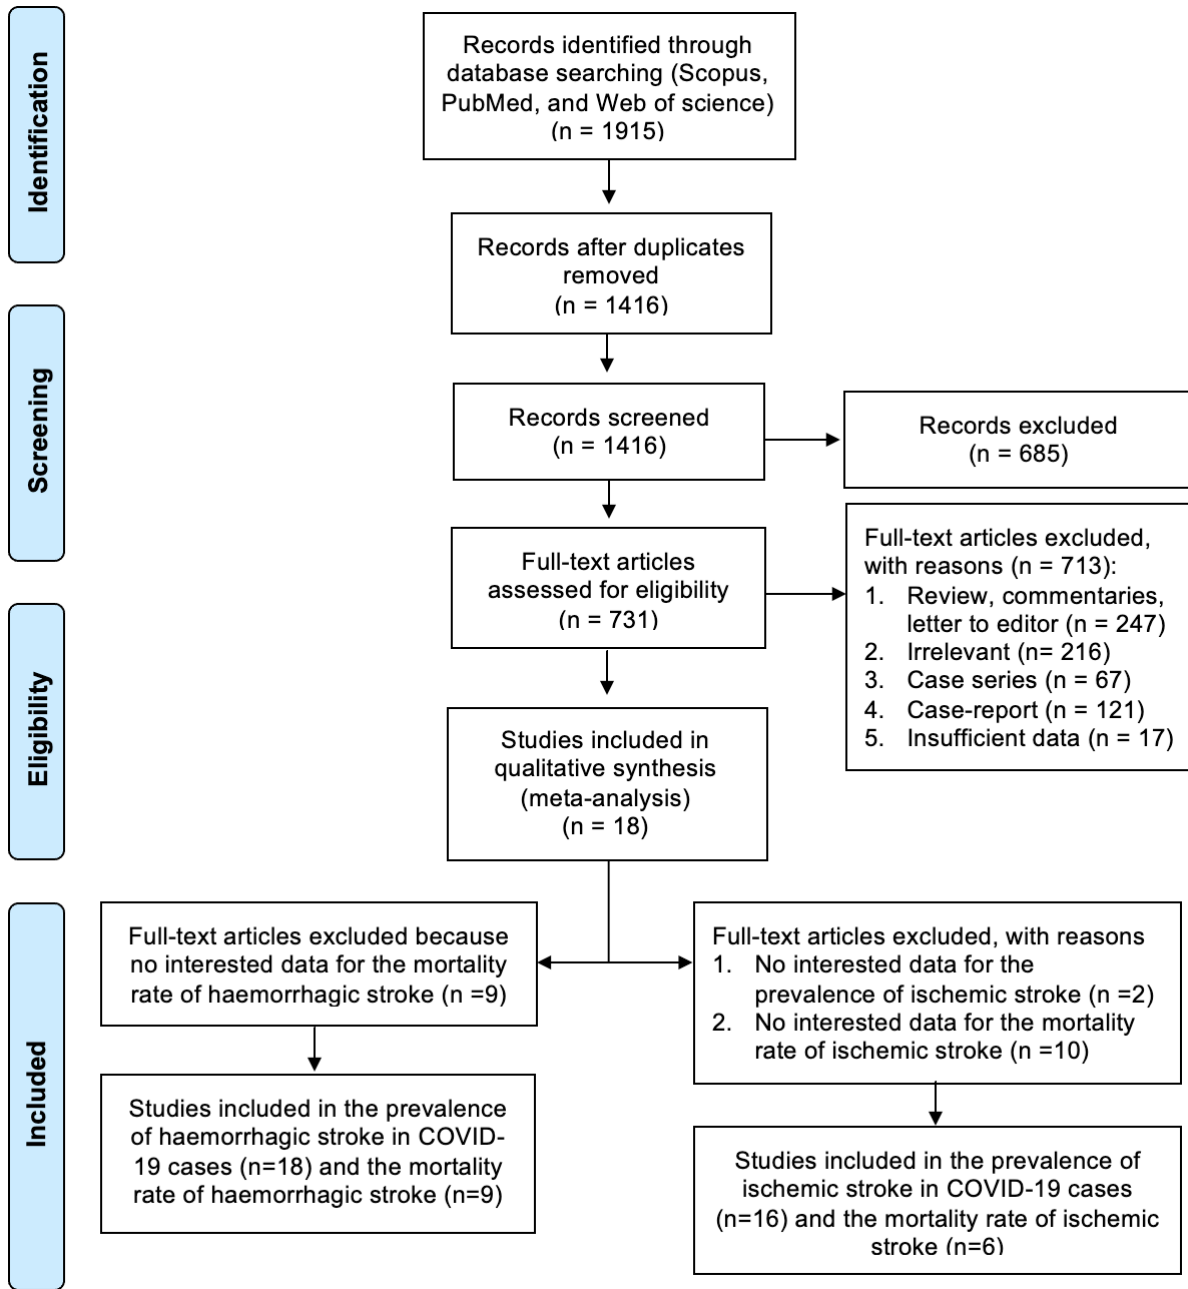 Identification
Records identified through
database searching (Scopus,
PubMed, and Web of science)
(n = 1915)
Records after duplicates
removed
(n = 1416)
Screening
Records screened
(n = 1416)
Records excluded
(n = 685)
Full-text articles
assessed for eligibility
(n = 731)
Full-text articles excluded,
with reasons (n = 713):
1. Review, commentaries,
letter to editor (n = 247)
2. Irrelevant (n= 216)
3. Case series (n = 67)
4. Case-report (n = 121)
5. Insufficient data (n = 17)
Eligibility
Studies included in
qualitative synthesis
(meta-analysis)
(n = 18)
Included
Full-text articles excluded because
no interested data for the mortality
rate of haemorrhagic stroke (n =9)
Full-text articles excluded, with reasons
1. No interested data for the
prevalence of ischemic stroke (n =2)
2. No interested data for the mortality
rate of ischemic stroke (n =10)
Studies included in the prevalence
of haemorrhagic stroke in COVID-
19 cases (n=18) and the mortality
rate of haemorrhagic stroke (n=9)
Studies included in the prevalence of
ischemic stroke in COVID-19 cases
(n=16) and the mortality rate of ischemic
stroke (n=6)